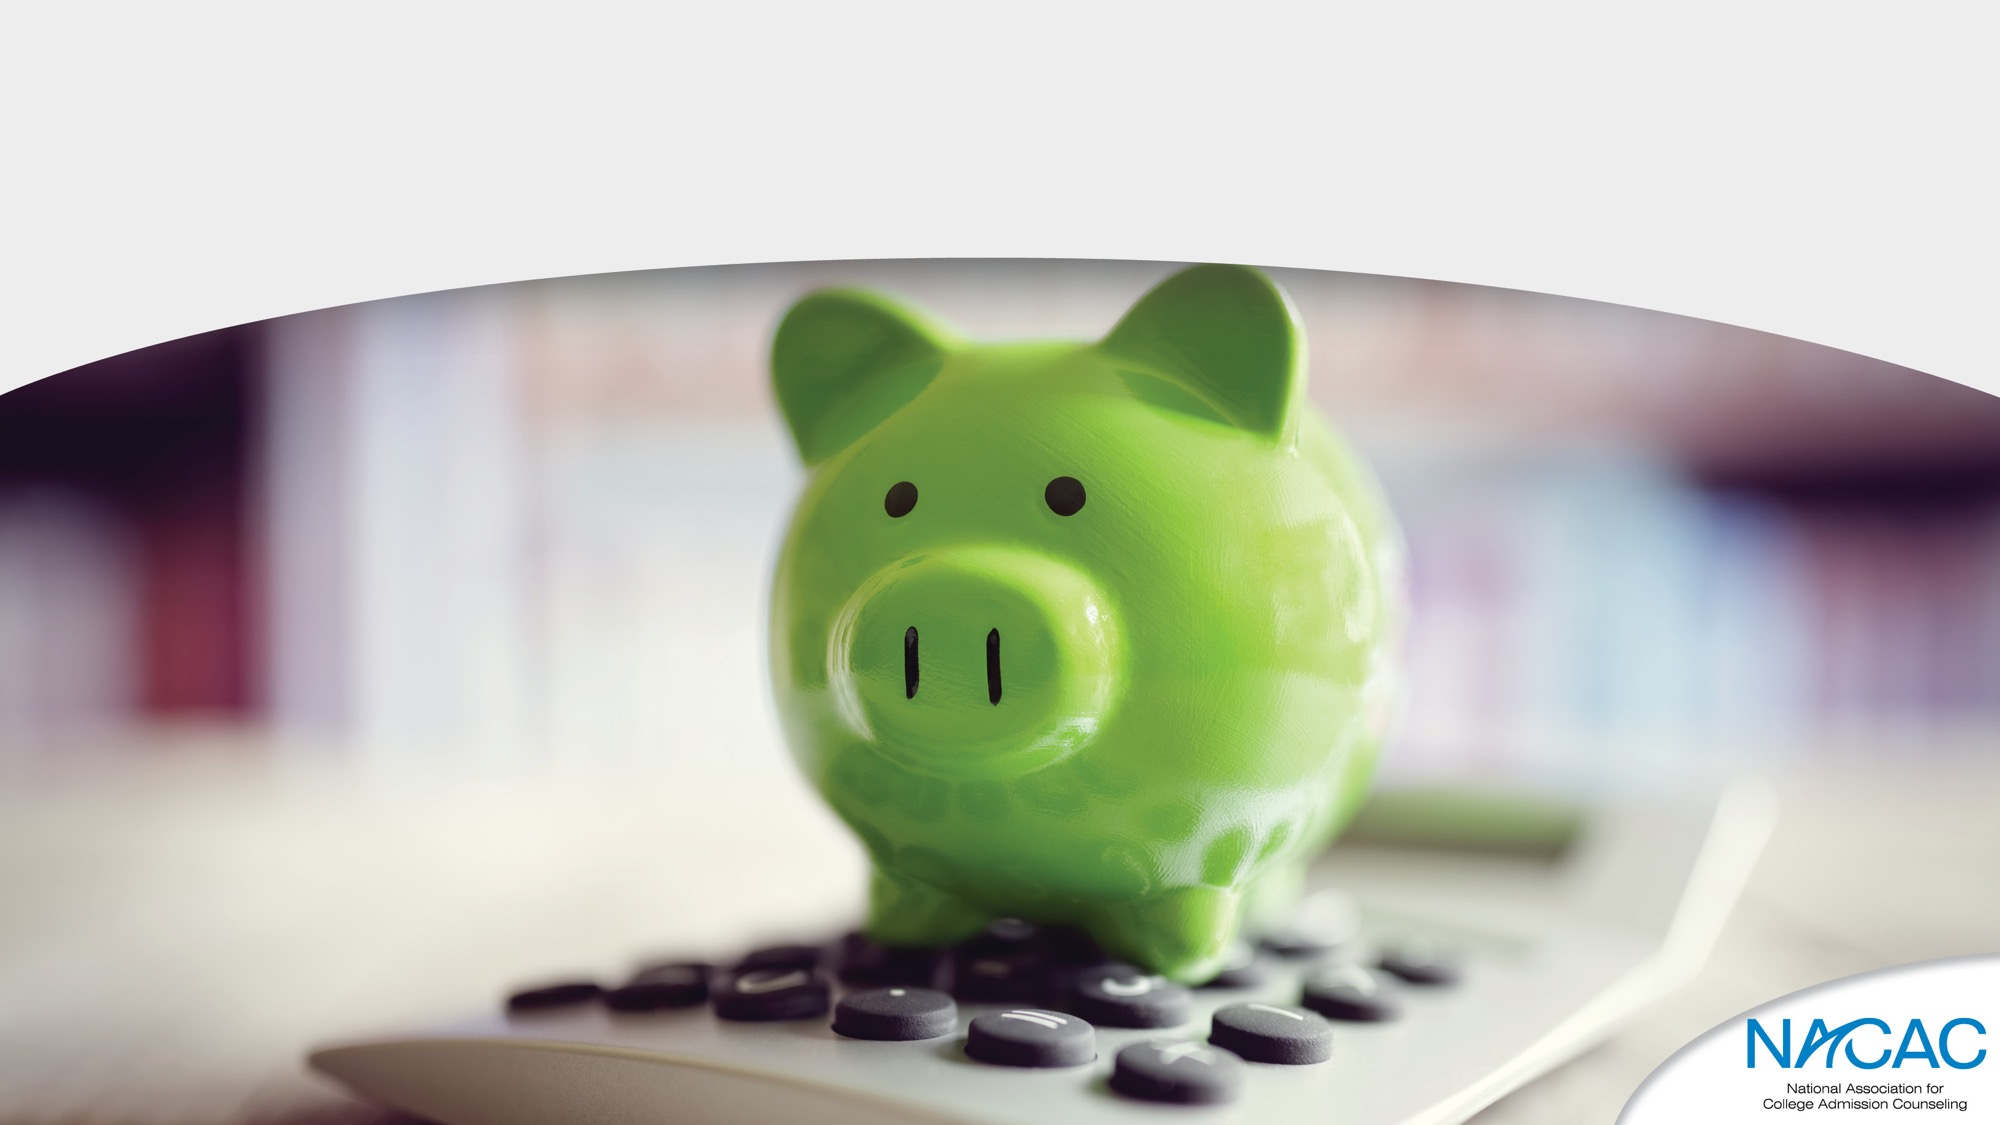 NACAC
National Association for
College Admission Counseling